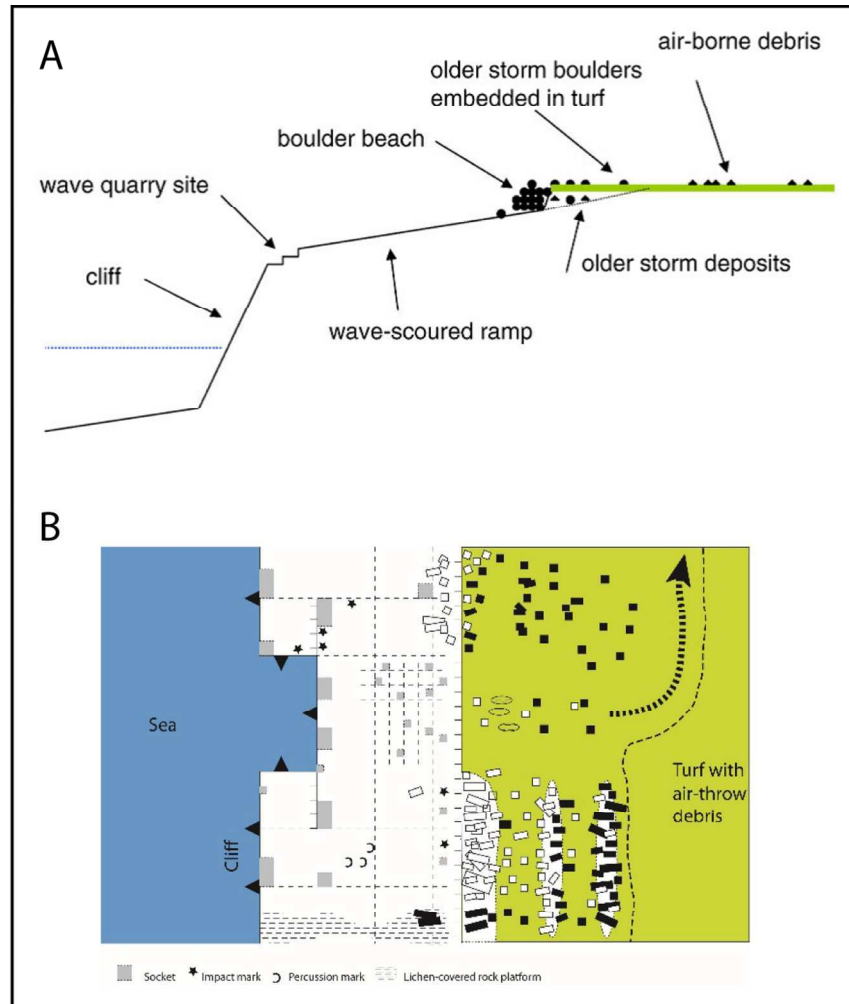 A
air-borne debris
older storm boulders
embedded in turf
boulder beach
wave quarry site
cliff
older storm deposits
wave-scoured ramp
B
Sea
Cliff
Turf with
air-throw
debris
Socket
Impact mark
Percussion mark
Lichen-covered rock platform